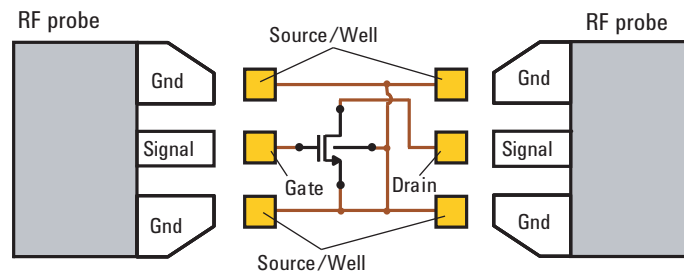 RF probe
RF probe
Source/Well
Gnd
Gnd
Signal
Signal
Gate
Drain
Gnd
Gnd
Source/Well